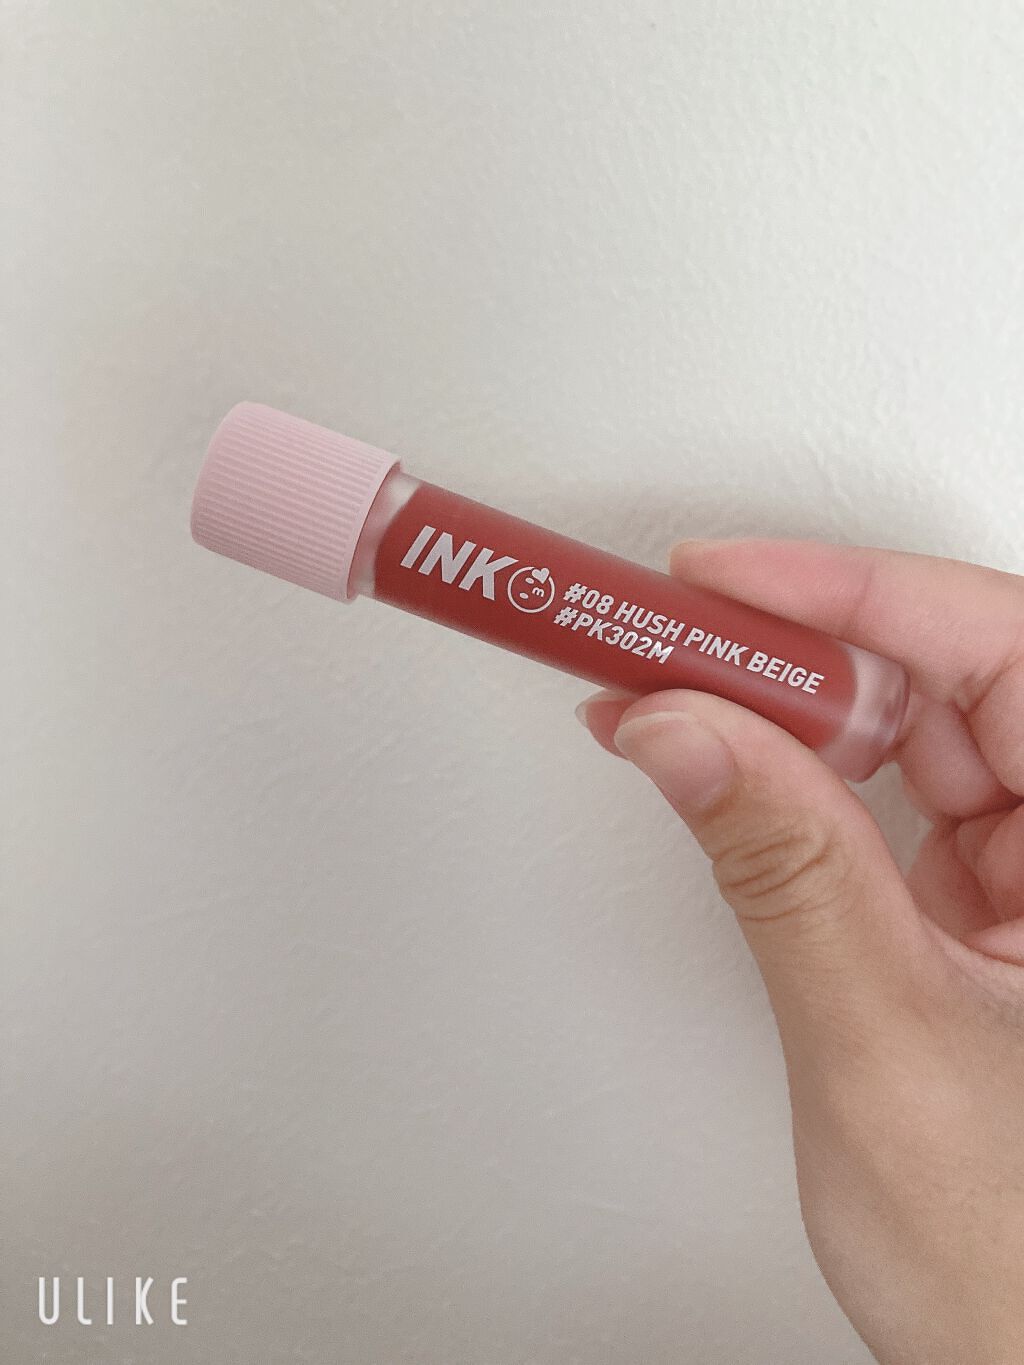 INK
#08 HUSH PINK BEIGE
#PK302M
ULIKE